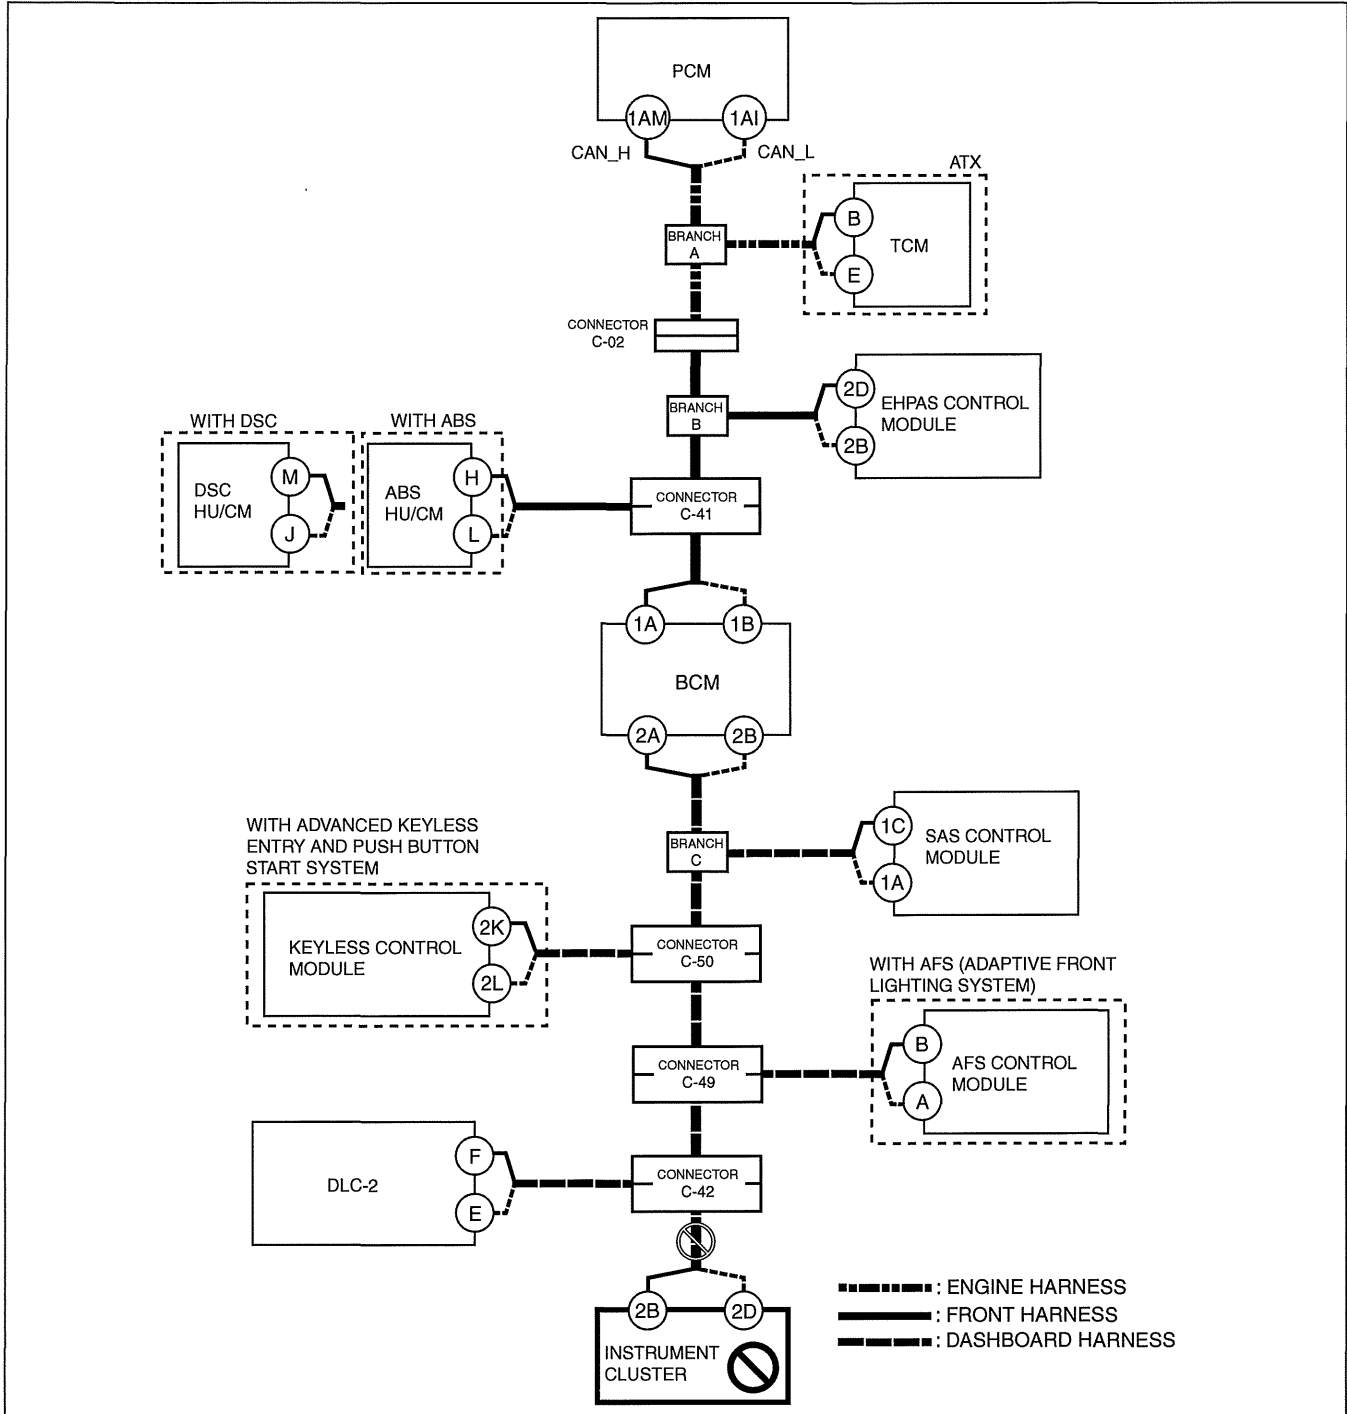 PCM
1AM
1AI
CAN_H
CAN_L
ATX
BRANCH
A
B
E
TCM
CONNECTOR
C-02
BRANCH
B
2D
2B
EHPAS CONTROL
MODULE
WITH DSC
WITH ABS
DSC
HU/CM
M
J
ABS
HU/CM
H
L
CONNECTOR
C-41
1A
1B
BCM
2A
2B
BRANCH
C
1C
1A
SAS CONTROL
MODULE
WITH ADVANCED KEYLESS
ENTRY AND PUSH BUTTON
START SYSTEM
KEYLESS CONTROL
MODULE
2K
2L
CONNECTOR
C-50
WITH AFS (ADAPTIVE FRONT
LIGHTING SYSTEM)
CONNECTOR
C-49
B
A
AFS CONTROL
MODULE
DLC-2
F
E
CONNECTOR
C-42
2B
2D
INSTRUMENT
CLUSTER
: ENGINE HARNESS
: FRONT HARNESS
: DASHBOARD HARNESS